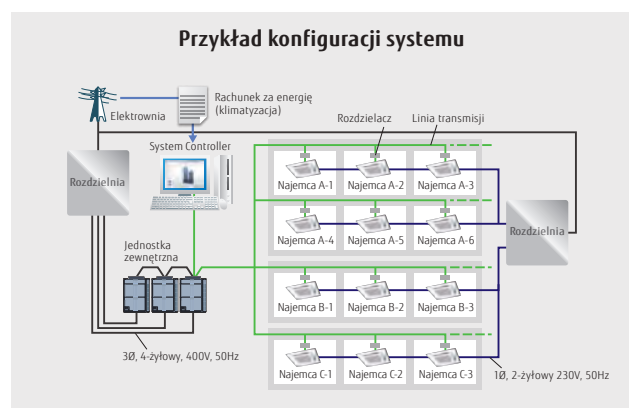 Przykład konfiguracji systemu
Elektrownia
Rachunek za energię
(klimatyzacja)
Rozdzielacz
Linia transmisji
System Controller
Rozdzielnia
Najemca A-1
Najemca A-2
Najemca A-3
Rozdzielnia
Najemca A-4
Najemca A-5
Najemca A-6
Jednostka
zewnętrzna
Najemca B-1
Najemca B-2
Najemca B-3
3Ø, 4-żyłowy, 400V, 50Hz
Najemca C-1
Najemca C-2
Najemca C-3
1Ø, 2-żyłowy 230V, 50Hz